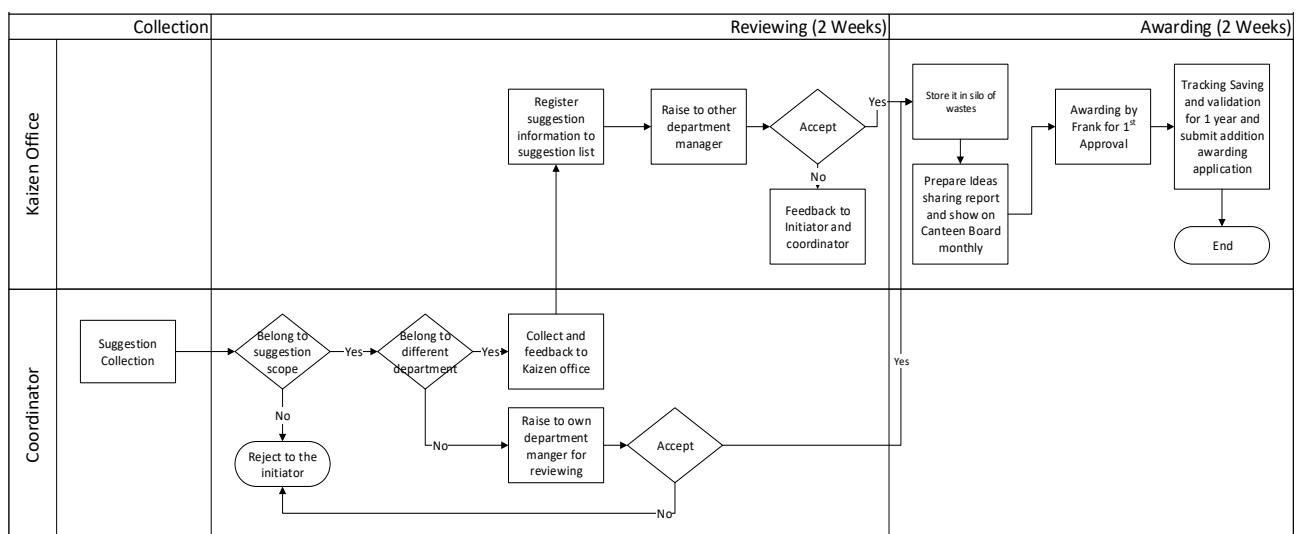 Collection
Reviewing (2 Weeks)
Awarding (2 Weeks)
Kaizen Office
Register
suggestion
information to
suggestion list
Raise to other
department
manager
Accept
Yes
No
Feedback to
Initiator and
coordinator
Store it in silo of
wastes
Prepare Ideas
sharing report
and show on
Canteen Board
monthly
Awarding by
Frank for 1st
Approval
Tracking Saving
and validation
for 1 year and
submit addition
awarding
application
End
Coordinator
Suggestion
Collection
Belong to
suggestion
scope
Yes
No
Reject to the
initiator
Belong to
different
department
Yes
No
Collect and
feedback to
Kaizen office
Raise to own
department
manger for
reviewing
Accept
Yes
No